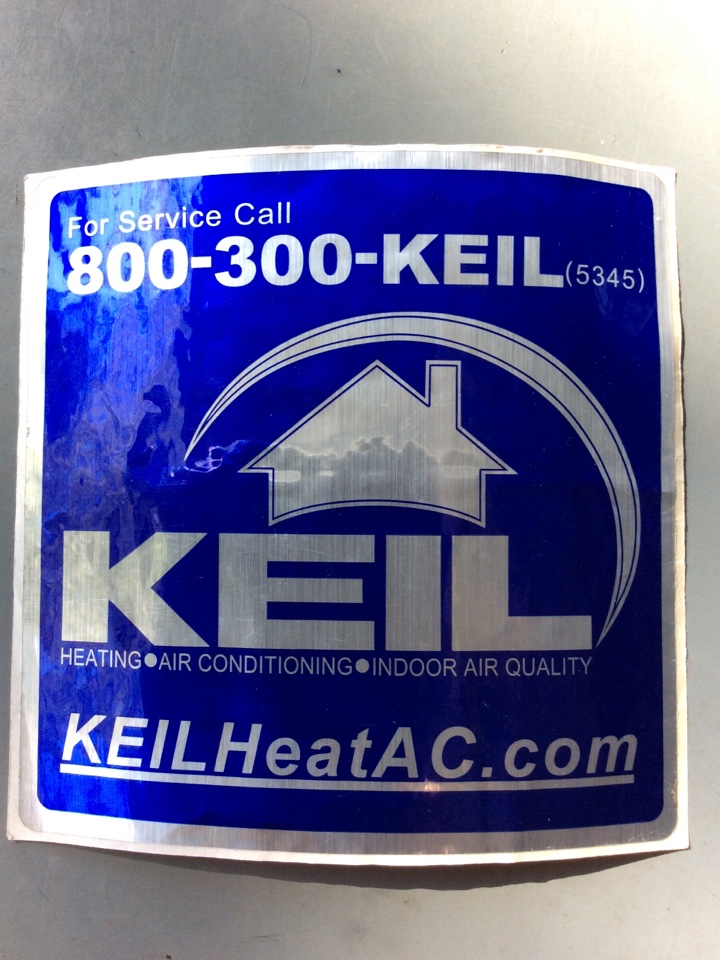 For Service Call
800-300-KEIL(5345)
KEIL
HEATING●AIR CONDITIONING●INDOOR AIR QUALITY
KEILHeatAC.com